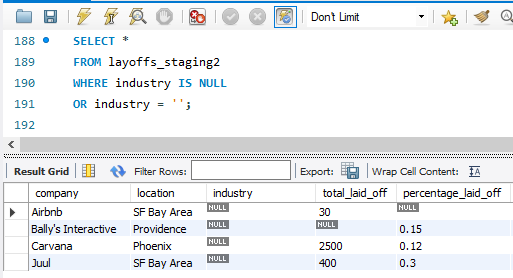 Don't Limit
188 SELECT *
189 FROM layoffs_staging2
190 WHERE industry IS NULL
191 OR industry = '';
192
Result Grid Filter Rows: Export: Wrap Cell Content: IA
company location industry total_laid_off percentage_laid_off
Airbnb SF Bay Area NULL 30 NULL
Bally's Interactive Providence NULL NULL 0.15
Carvana Phoenix NULL 2500 0.12
Juul SF Bay Area NULL 400 0.3